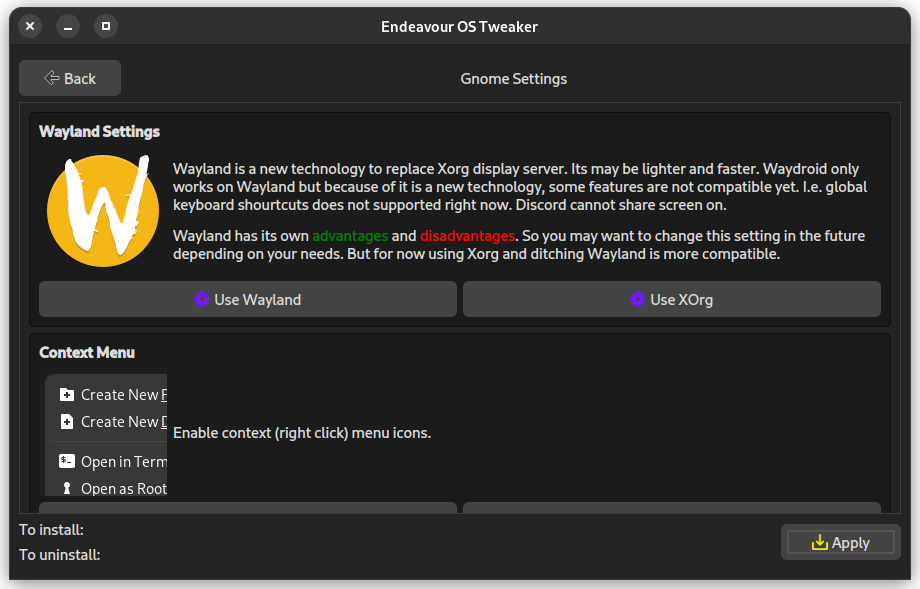 Endeavour OS Tweaker
Back
Gnome Settings
Wayland Settings
W
Wayland is a new technology to replace Xorg display server. Its may be lighter and faster. Waydroid only
works on Wayland but because of it is a new technology, some features are not compatible yet. I.e. global
keyboard shourtcuts does not supported right now. Discord cannot share screen on.
Wayland has its own advantages and disadvantages. So you may want to change this setting in the future
depending on your needs. But for now using Xorg and ditching Wayland is more compatible.
Use Wayland
Use XOrg
Context Menu
Create New F
Create New D
Open in Term
Open as Root
Enable context (right click) menu icons.
To install:
To uninstall:
Apply